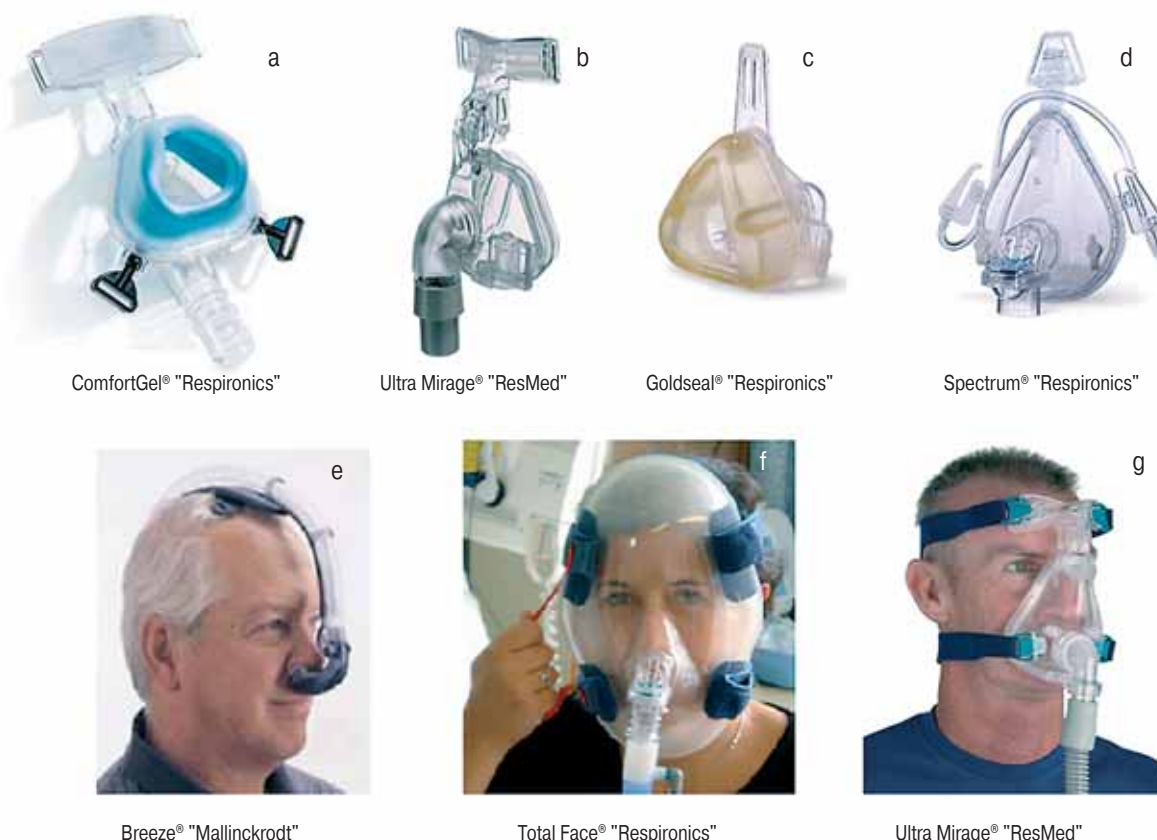 a
b
c
d
ComfortGel® "Respironics"
Ultra Mirage® "ResMed"
Goldseal® "Respironics"
Spectrum® "Respironics"
e
f
g
Breeze® "Mallinckrodt"
Total Face® "Respironics"
Ultra Mirage® "ResMed"